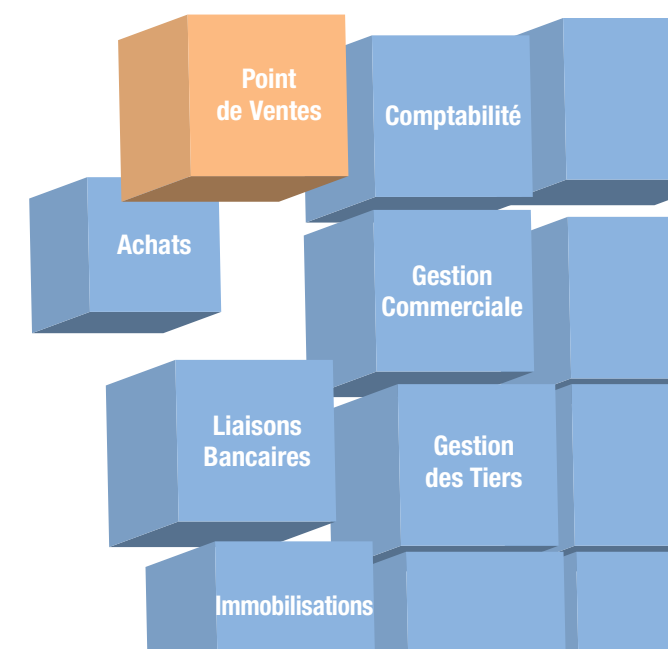 Point
de Ventes
Comptabilité
Achats
Gestion
Commerciale
Liaisons
Bancaires
Gestion
des Tiers
Immobilisations